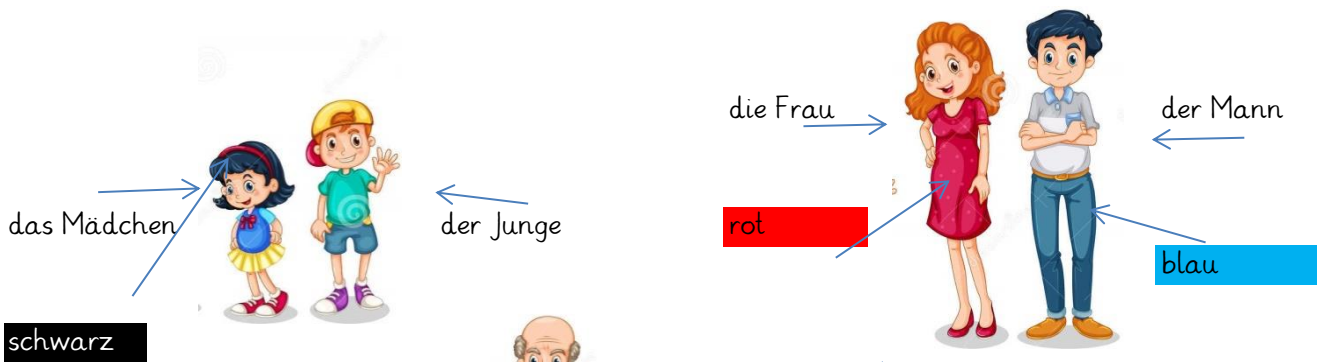 die Frau
der Mann
das Mädchen
der Junge
rot
blau
schwarz